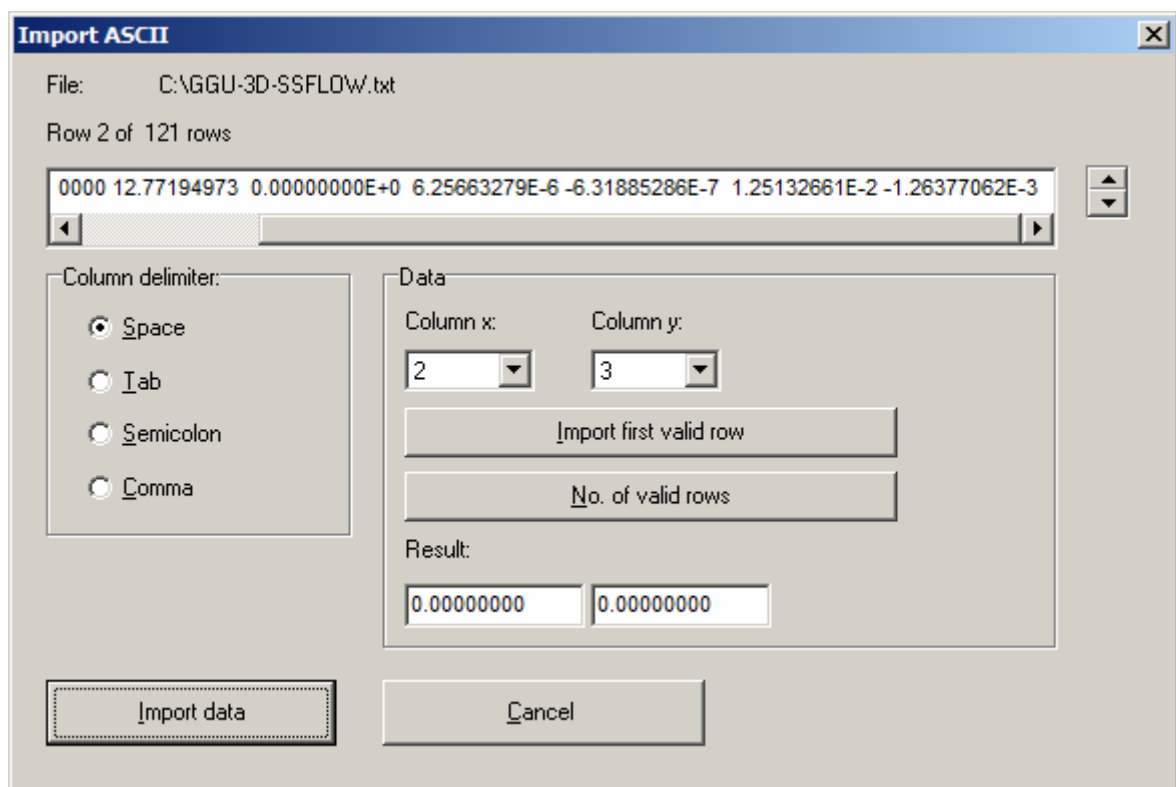 Import ASCII
File: C:\GGU-3D-SSFLOW.txt
Row 2 of 121 rows
0000 12.77194973 0.00000000E+0 6.25663279E-6 -6.31885286E-7 1.25132661E-2 -1.26377062E-3
Column delimiter:
Space
Tab
Semicolon
Comma
Data
Column x: Column y:
2 3
Import first valid row
No. of valid rows
Result:
0.00000000 0.00000000
Import data Cancel